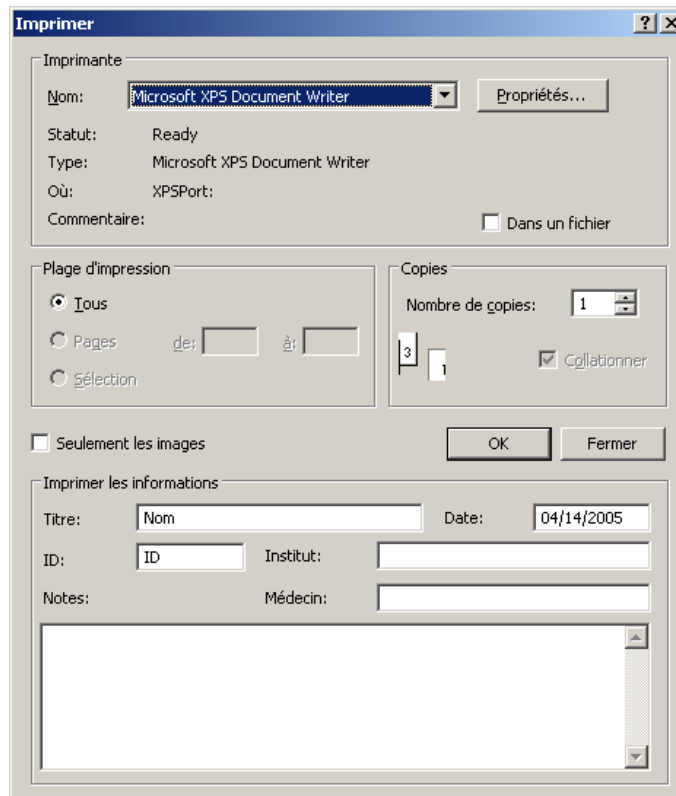 Imprimer
Imprimante
Nom: Microsoft XPS Document Writer Propriétés...
Statut: Ready
Type: Microsoft XPS Document Writer
Où: XPSPort:
Commentaire: Dans un fichier
Plage d'impression Copies
Tous Nombre de copies: 1
Pages de: à:
3 1 Collationner
Sélection
Seulement les images OK Fermer
Imprimer les informations
Titre: Nom Date: 04/14/2005
ID: ID Institut:
Notes: Médecin: